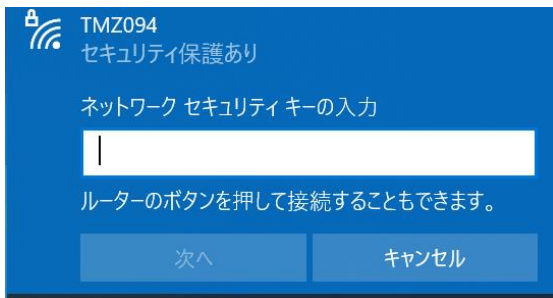 TMZ094
セキュリティ保護あり
ネットワーク セキュリティ キーの入力
ルーターのボタンを押して接続することもできます。
次へ
キャンセル